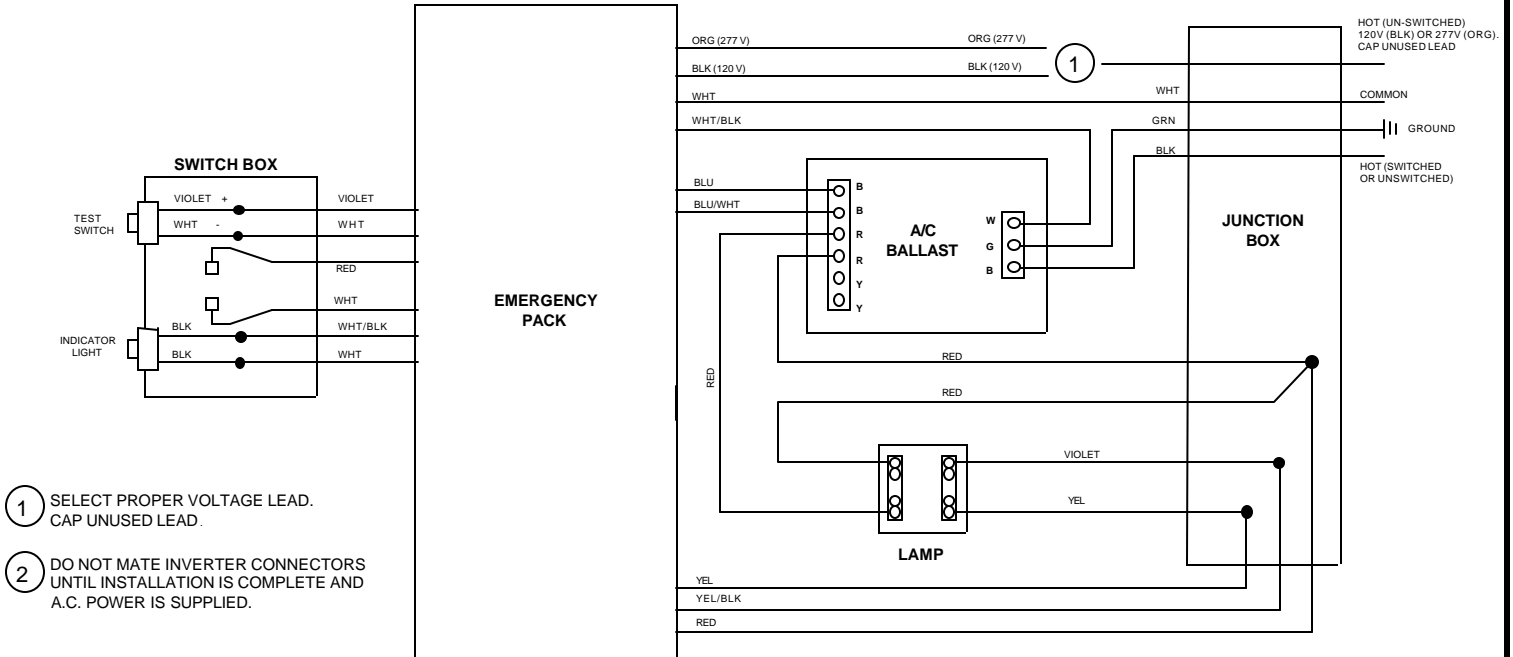 HOT (UN-SWITCHED)
120V (BLK) OR 277V (ORG).
CAP UNUSED LEAD
ORG (277 V)
ORG (277 V)
1
BLK (120 V)
BLK (120 V)
WHT
WHT
COMMON
WHT/BLK
GRN
GROUND
BLK
HOT (SWITCHED
OR UNSWITCHED)
SWITCH BOX
TEST
SWITCH
VIOLET +
VIOLET
WHT -
WHT
RED
WHT
INDICATOR
LIGHT
BLK
WHT/BLK
BLK
WHT
EMERGENCY
PACK
BLU
BLU/WHT
B
B
R
R
Y
Y
A/C
BALLAST
W
G
B
JUNCTION
BOX
RED
RED
RED
VIOLET
YEL
LAMP
YEL
YEL/BLK
RED
1 SELECT PROPER VOLTAGE LEAD.
CAP UNUSED LEAD.
2 DO NOT MATE INVERTER CONNECTORS
UNTIL INSTALLATION IS COMPLETE AND
A.C. POWER IS SUPPLIED.